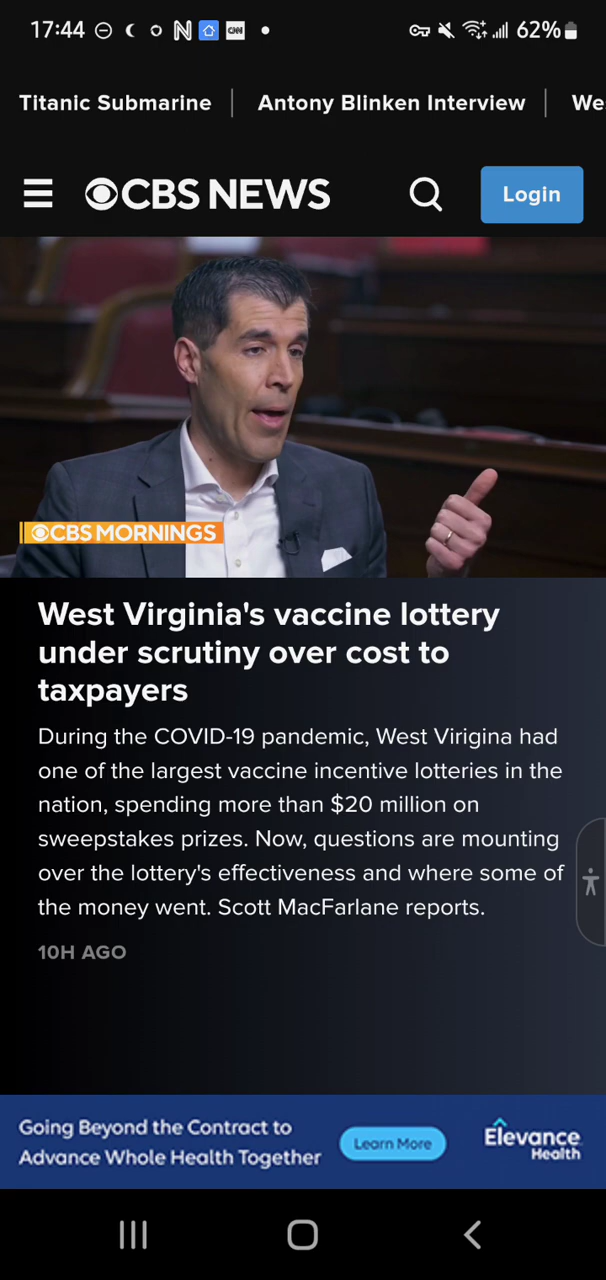 17:44 N CNN 62%
Titanic Submarine Antony Blinken Interview We
CBS NEWS Login
CBS MORNINGS
West Virginia's vaccine lottery
under scrutiny over cost to
taxpayers
During the COVID-19 pandemic, West Virigina had
one of the largest vaccine incentive lotteries in the
nation, spending more than $20 million on
sweepstakes prizes. Now, questions are mounting
over the lottery's effectiveness and where some of
the money went. Scott MacFarlane reports.
10H AGO
Going Beyond the Contract to
Advance Whole Health Together
Learn More
Elevance
Health